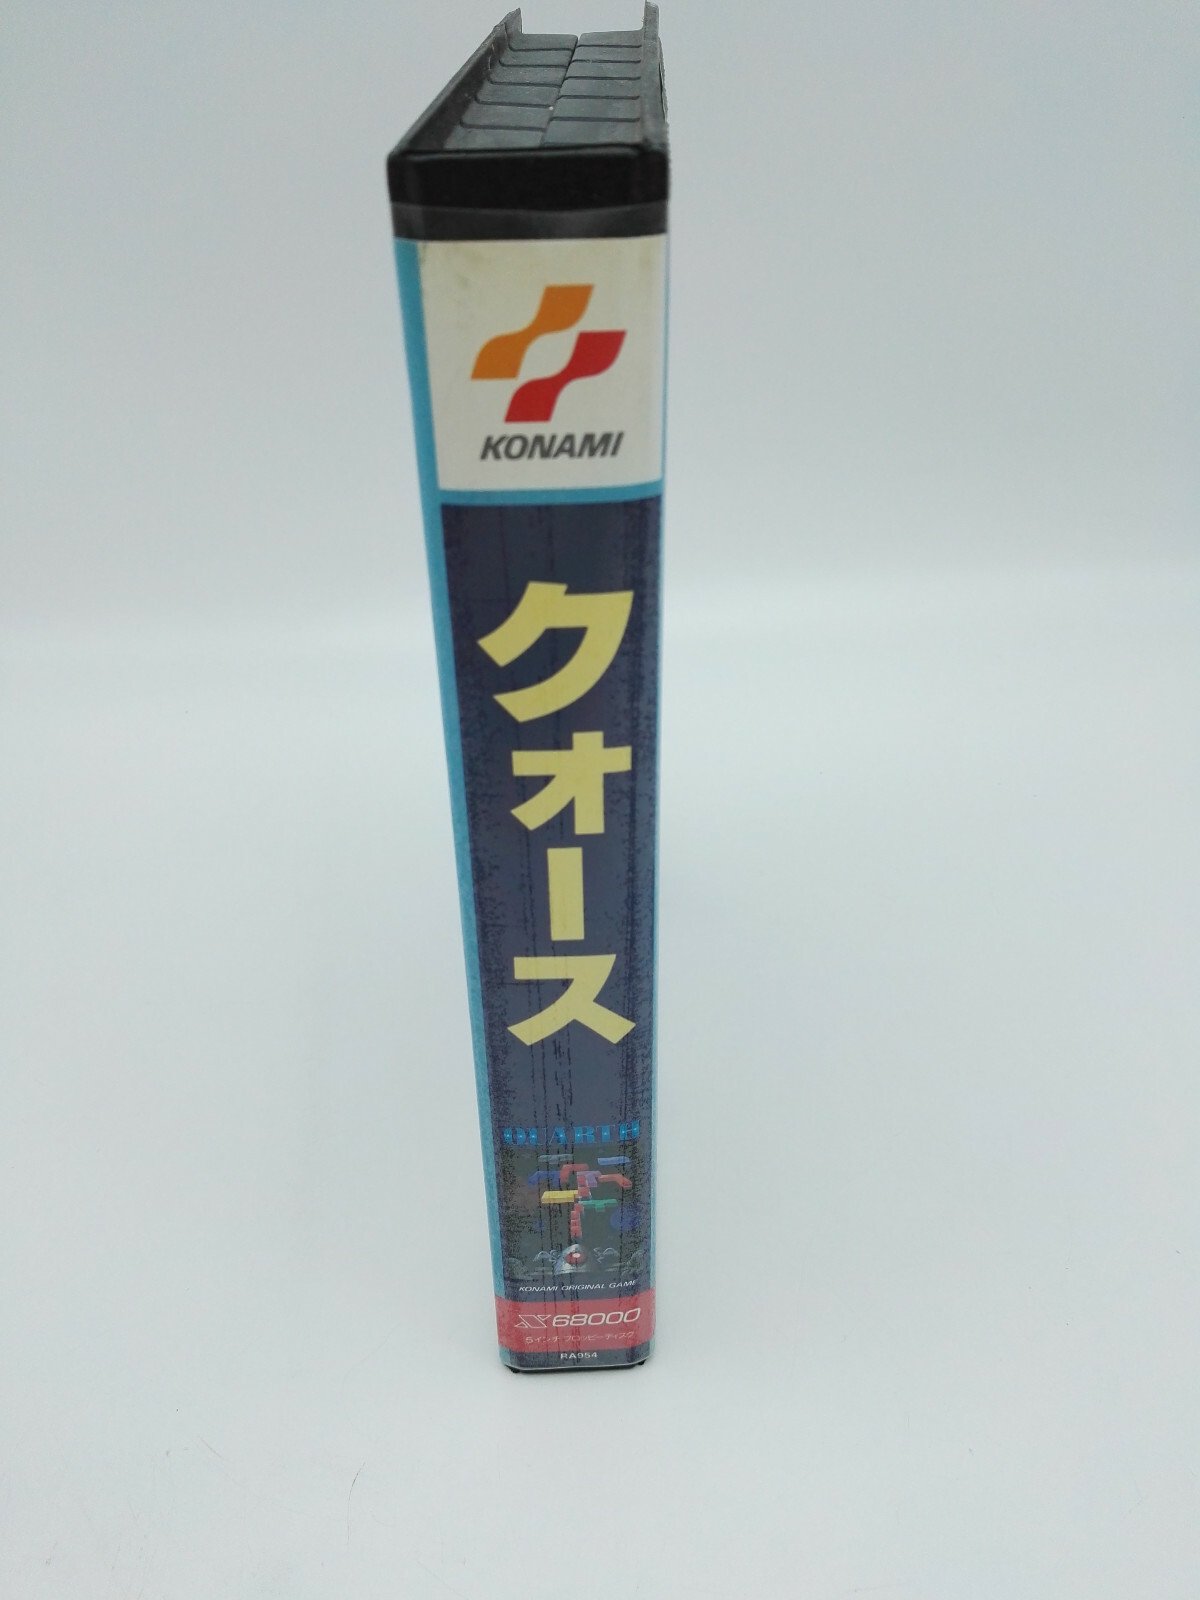 KONAMI
クォース
QUARTH
KONAMI ORIGINAL GAME
X68000
5インチ フロッピーディスク
RA954